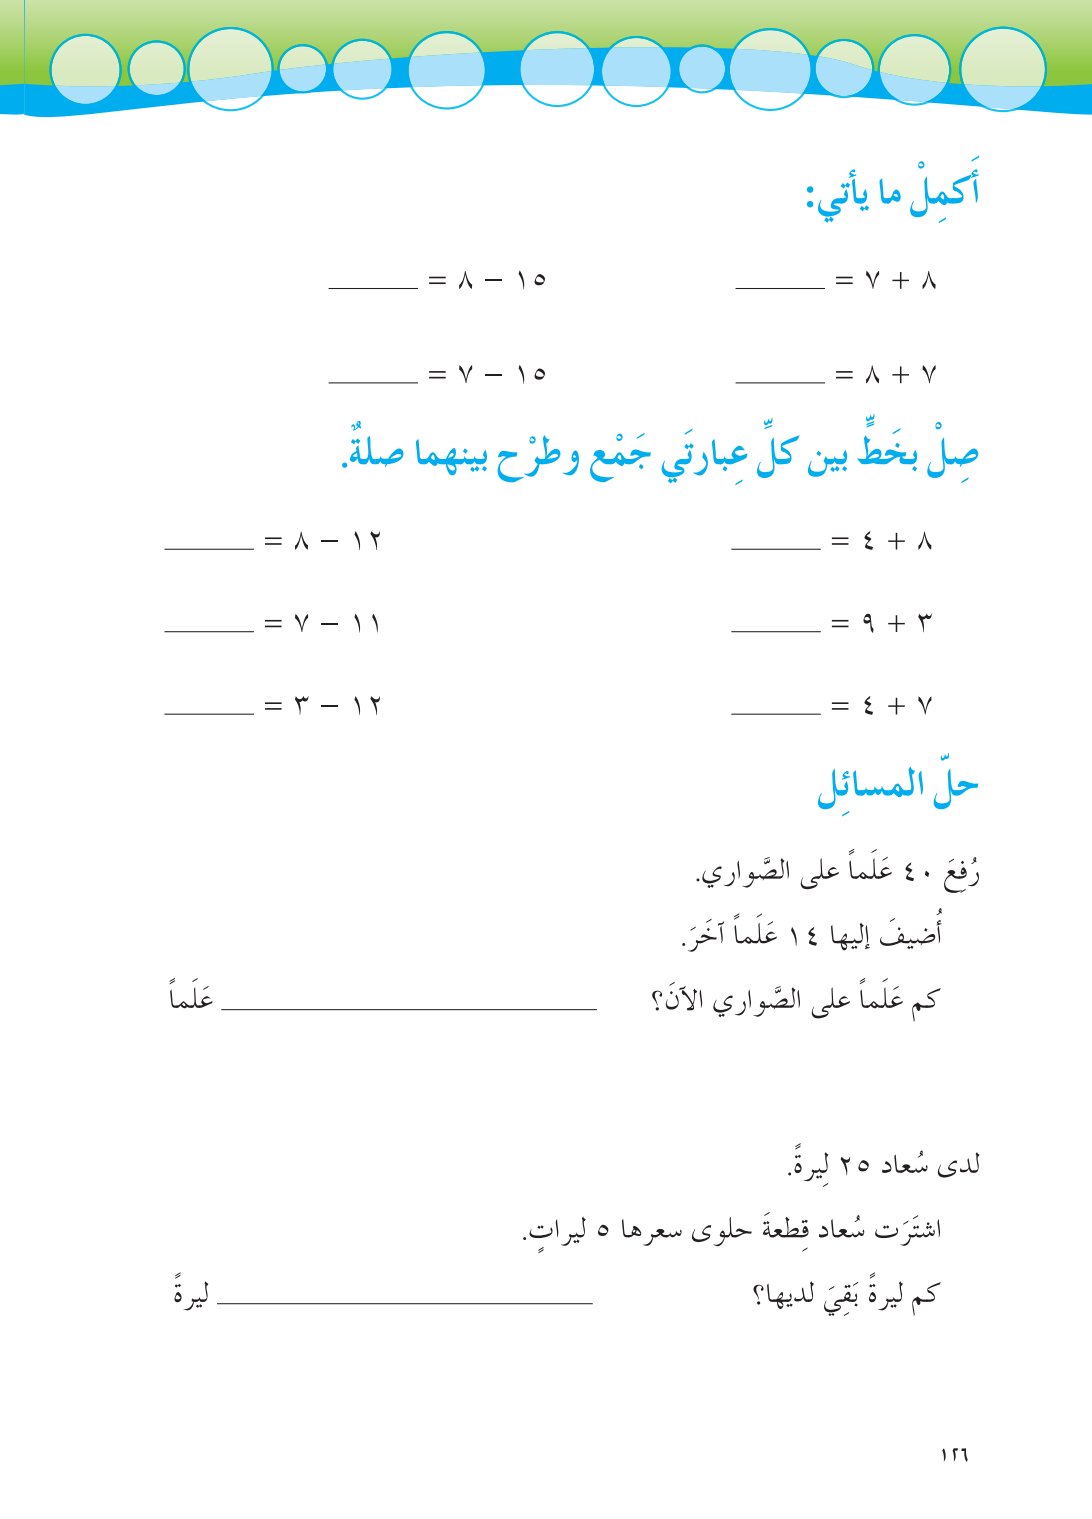 أَكمِلْ ما يأتي:
٨ + ٧ = ______ ١٥ − ٨ = ______
٧ + ٨ = ______ ١٥ − ٧ = ______
صِلْ بخَطٍّ بين كلِّ عِبارتَي جَمْع وطرْح بينهما صلةٌ.
٨ + ٤ = ______ ١٢ − ٨ = ______
٣ + ٩ = ______ ١١ − ٧ = ______
٧ + ٤ = ______ ١٢ − ٣ = ______
حلّ المسائِل
رُفِعَ ٤٠ عَلَماً على الصَّواري.
أُضيفَ إليها ١٤ عَلَماً آخَرَ.
كم عَلَماً على الصَّواري الآنَ؟ ______ عَلَماً
لدى سُعاد ٢٥ لِيرةً.
اشتَرَت سُعاد قِطعةَ حلوى سعرها ٥ ليراتٍ.
كم ليرةً بَقِيَ لديها؟ ______ ليرةً
١٢٦